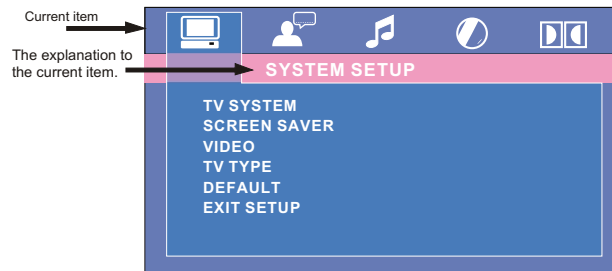 Current item
The explanation to
the current item.
SYSTEM SETUP
TV SYSTEM
SCREEN SAVER
VIDEO
TV TYPE
DEFAULT
EXIT SETUP